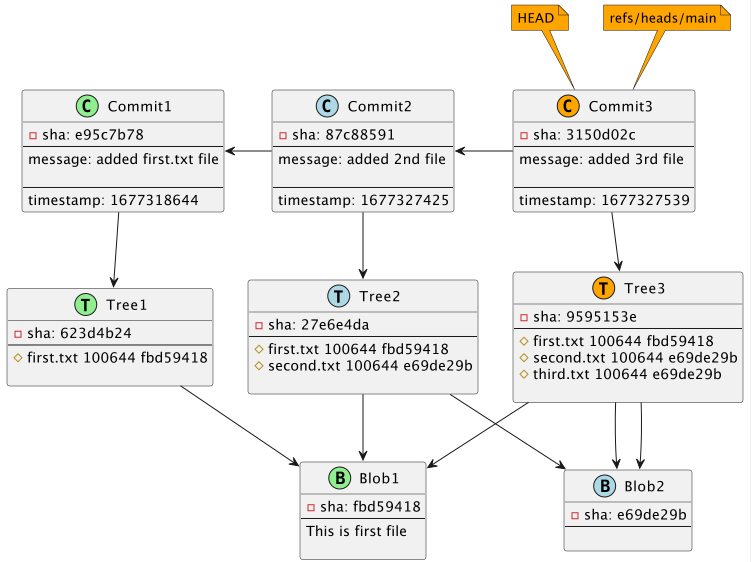 HEAD
refs/heads/main
C Commit1
sha: e95c7b78
message: added first.txt file
timestamp: 1677318644
C Commit2
sha: 87c88591
message: added 2nd file
timestamp: 1677327425
C Commit3
sha: 3150d02c
message: added 3rd file
timestamp: 1677327539
T Tree1
sha: 623d4b24
first.txt 100644 fbd59418
T Tree2
sha: 27e6e4da
first.txt 100644 fbd59418
second.txt 100644 e69de29b
T Tree3
sha: 9595153e
first.txt 100644 fbd59418
second.txt 100644 e69de29b
third.txt 100644 e69de29b
B Blob1
sha: fbd59418
This is first file
B Blob2
sha: e69de29b